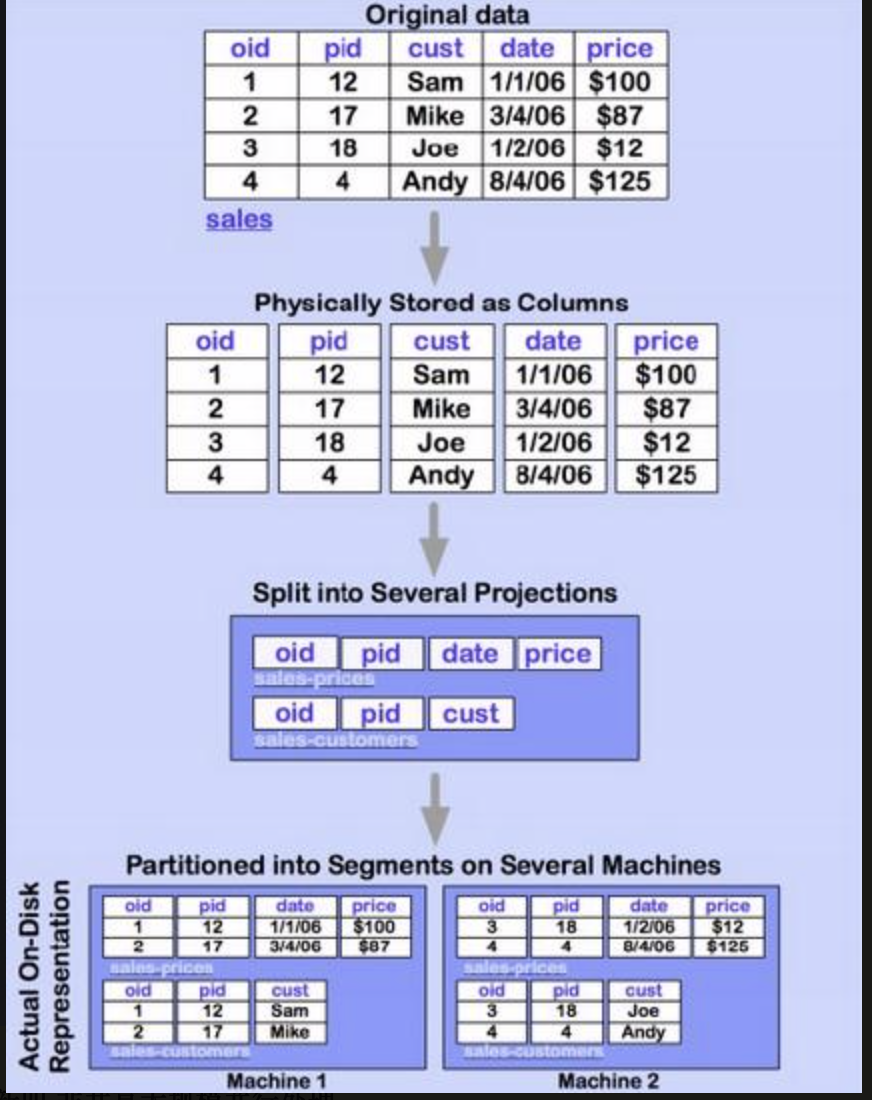 Original data
oid pid cust date price
1 12 Sam 1/1/06 $100
2 17 Mike 3/4/06 $87
3 18 Joe 1/2/06 $12
4 4 Andy 8/4/06 $125
sales
Physically Stored as Columns
oid pid cust date price
1 12 Sam 1/1/06 $100
2 17 Mike 3/4/06 $87
3 18 Joe 1/2/06 $12
4 4 Andy 8/4/06 $125
Split into Several Projections
oid pid date price
sales-prices
oid pid cust
sales-customers
Partitioned into Segments on Several Machines
Actual On-Disk
Representation
oid pid date price
1 12 1/1/06 $100
2 17 3/4/06 $87
sales-prices
oid pid cust
1 12 Sam
2 17 Mike
sales-customers
Machine 1
oid pid date price
3 18 1/2/06 $12
4 4 8/4/06 $125
sales-prices
oid pid cust
3 18 Joe
4 4 Andy
sales-customers
Machine 2